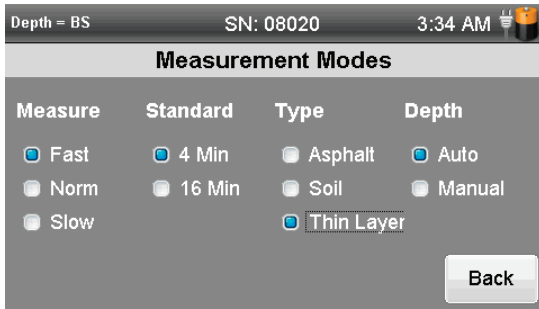 Depth = BS SN: 08020 3:34 AM
Measurement Modes
Measure Standard Type Depth
Fast 4 Min Asphalt Auto
Norm 16 Min Soil Manual
Slow Thin Layer
Back